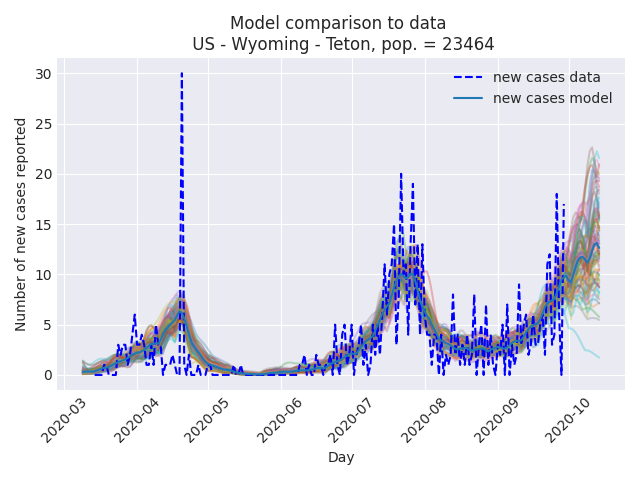 Model comparison to data
US - Wyoming - Teton, pop. = 23464
new cases data
new cases model
Number of new cases reported
30
25
20
15
10
5
0
2020-03
2020-04
2020-05
2020-06
2020-07
2020-08
2020-09
2020-10
Day